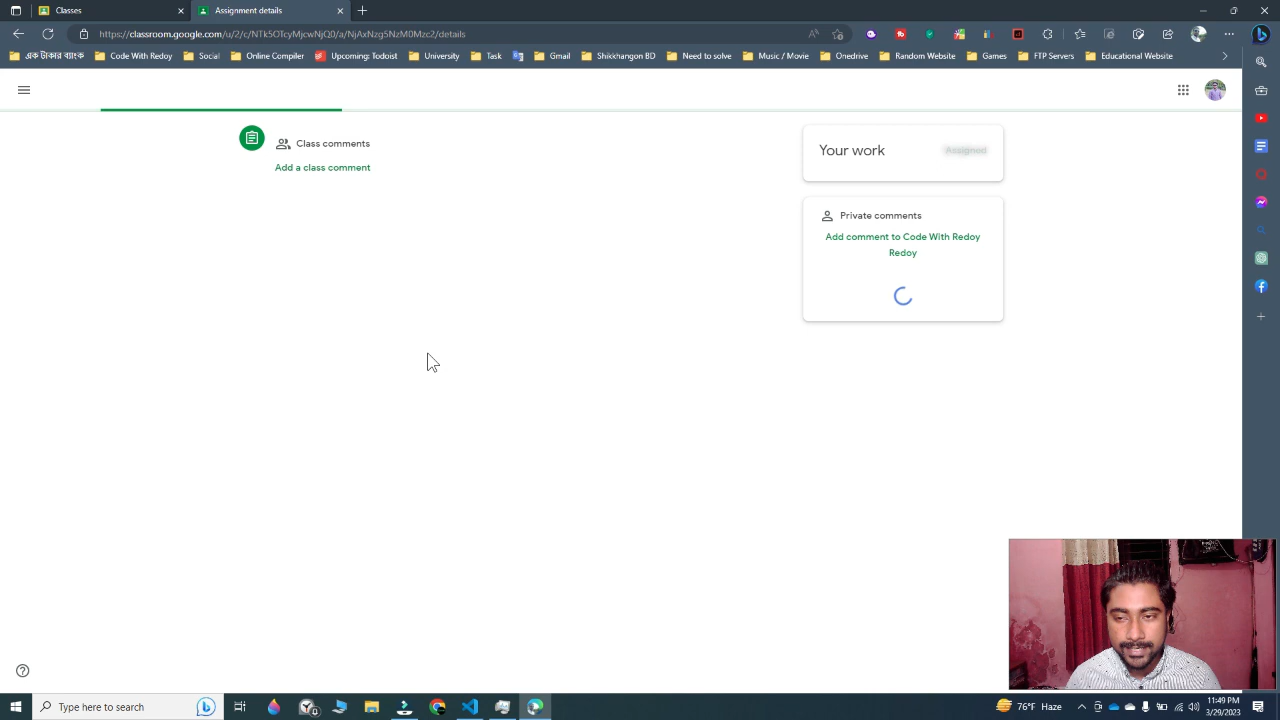 Classes
Assignment details
https://classroom.google.com/u/2/c/NTk5OTcyMjcwNjQ0/a/NjAxNzg5NzM0Mzc2/details
এক টাকার ব্যাংক
Code With Redoy
Social
Online Compiler
Upcoming: Todoist
University
Task
Shikkhangon BD
Need to solve
Music / Movie
Onedrive
Random Website
Games
FTP Servers
Educational Website
Class comments
Add a class comment
Your work
Assigned
Private comments
Add comment to Code With Redoy
Redoy
Type here to search
76°F Haze
11:49 PM
3/29/2023